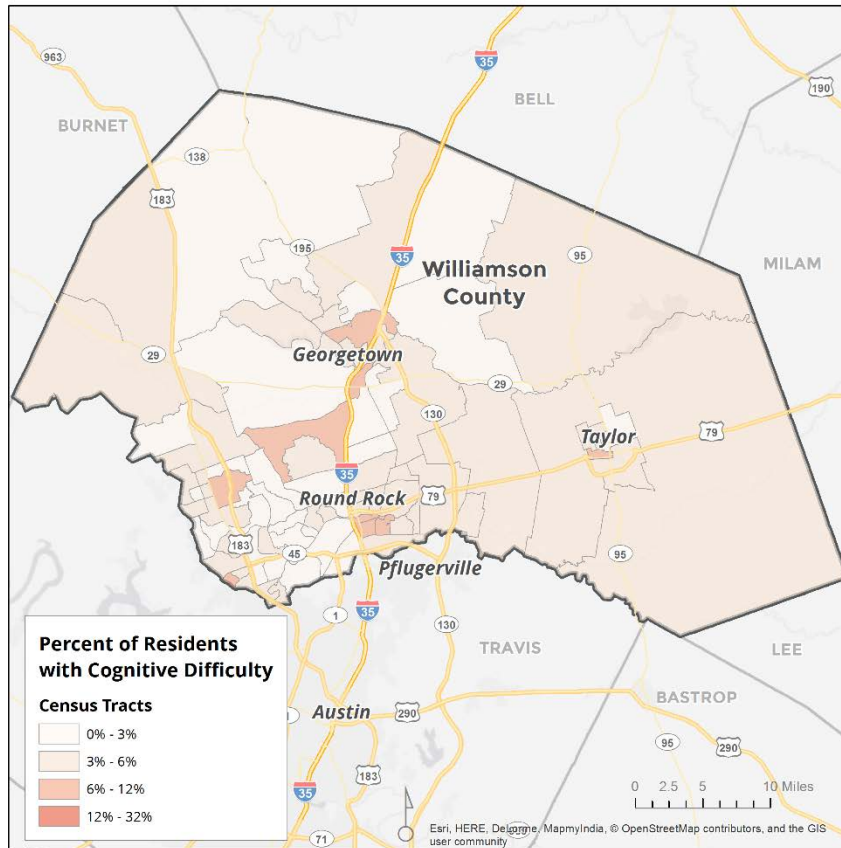 963
35
BELL
190
BURNET
138
183
195
95
35
Williamson
County
MILAM
29
Georgetown
29
130
Taylor
79
35
Round Rock
79
183
45
95
Pflugerville
1
35
130
TRAVIS
LEE
Percent of Residents
with Cognitive Difficulty
Census Tracts
0% - 3%
3% - 6%
6% - 12%
12% - 32%
1
Austin
290
BASTROP
95
290
183
35
71
0 2.5 5 10 Miles
Esri, HERE, DeLorme, MapmyIndia, © OpenStreetMap contributors, and the GIS
user community